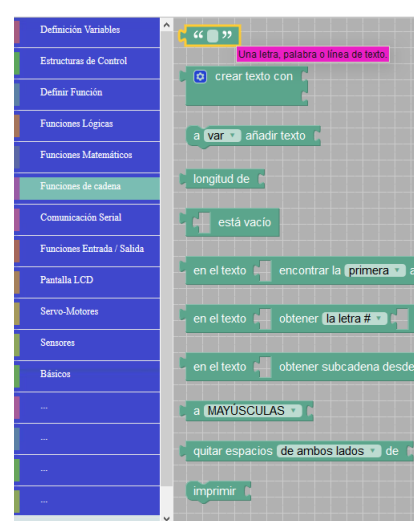 Definición Variables
Estructuras de Control
Definir Función
Funciones Lógicas
Funciones Matemáticos
Funciones de cadena
Comunicación Serial
Funciones Entrada / Salida
Pantalla LCD
Servo-Motores
Sensores
Básicos
...
...
...
...
“ ”
Una letra, palabra o línea de texto.
crear texto con
a var añadir texto
longitud de
está vacío
en el texto encontrar la primera a
en el texto obtener la letra #
en el texto obtener subcadena desde
a MAYÚSCULAS
quitar espacios de ambos lados de
imprimir